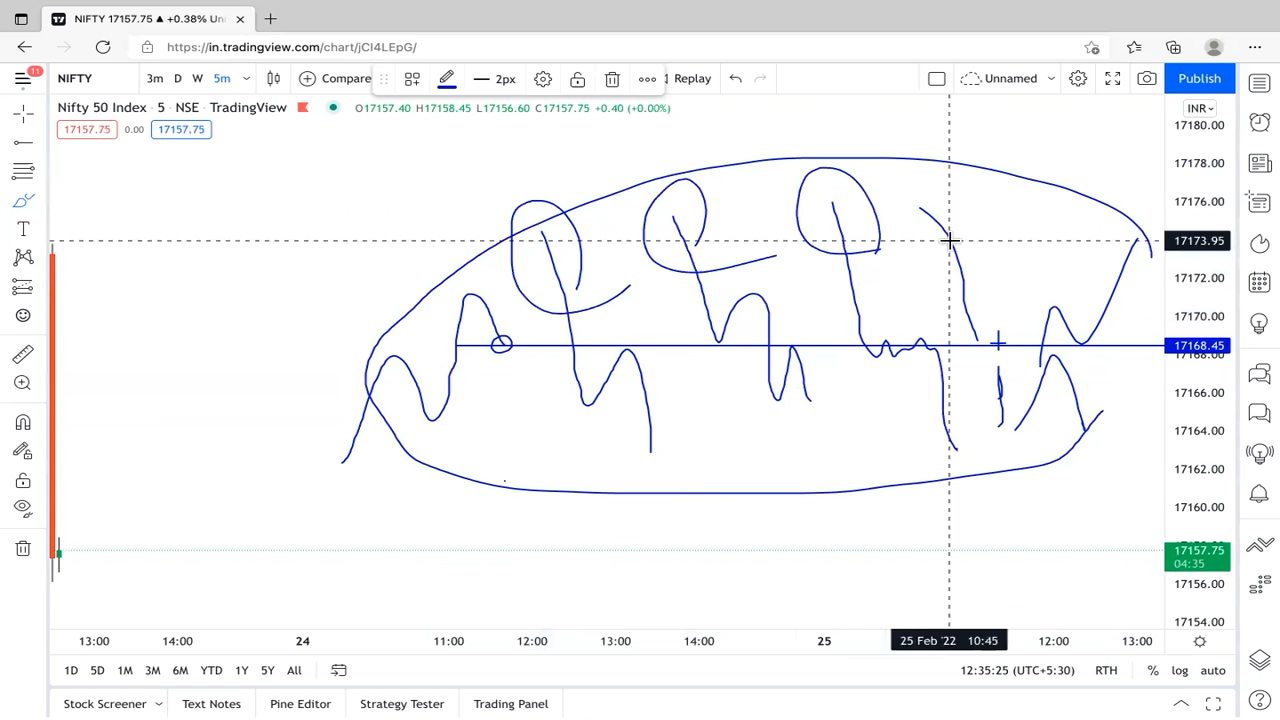 NIFTY 17157.75 ▲ +0.38% Un
https://in.tradingview.com/chart/jCI4LEpG/
11
NIFTY 3m D W 5m Compare 2px Replay Unnamed Publish
Nifty 50 Index · 5 · NSE · TradingView O17157.40 H17158.45 L17156.60 C17157.75 +0.40 (+0.00%) INR
17157.75 0.00 17157.75
17180.00
17178.00
17176.00
17173.95
17172.00
17170.00
17168.45
17168.00
17166.00
17164.00
17162.00
17160.00
17157.75
04:35
17156.00
17154.00
13:00 14:00 24 11:00 12:00 13:00 14:00 25 25 Feb '22 10:45 12:00 13:00
1D 5D 1M 3M 6M YTD 1Y 5Y All 12:35:25 (UTC+5:30) RTH % log auto
Stock Screener Text Notes Pine Editor Strategy Tester Trading Panel